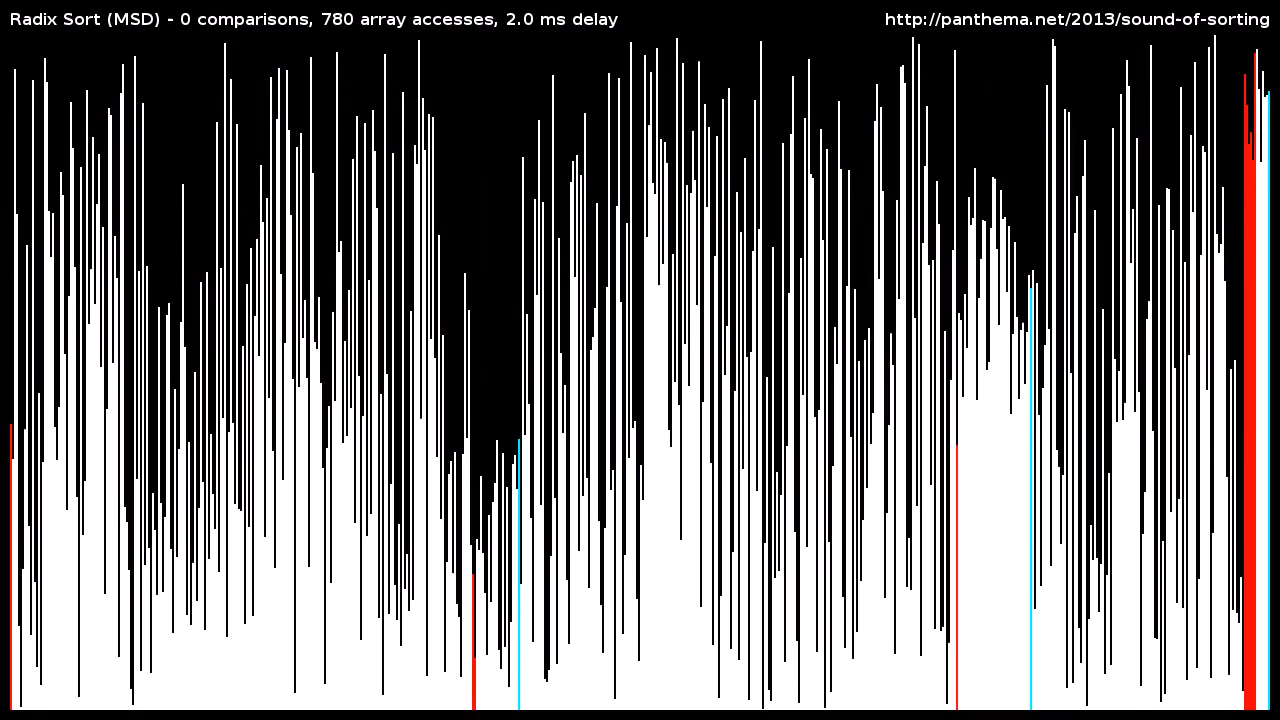 Radix Sort (MSD) - 0 comparisons, 780 array accesses, 2.0 ms delay
http://panthema.net/2013/sound-of-sorting